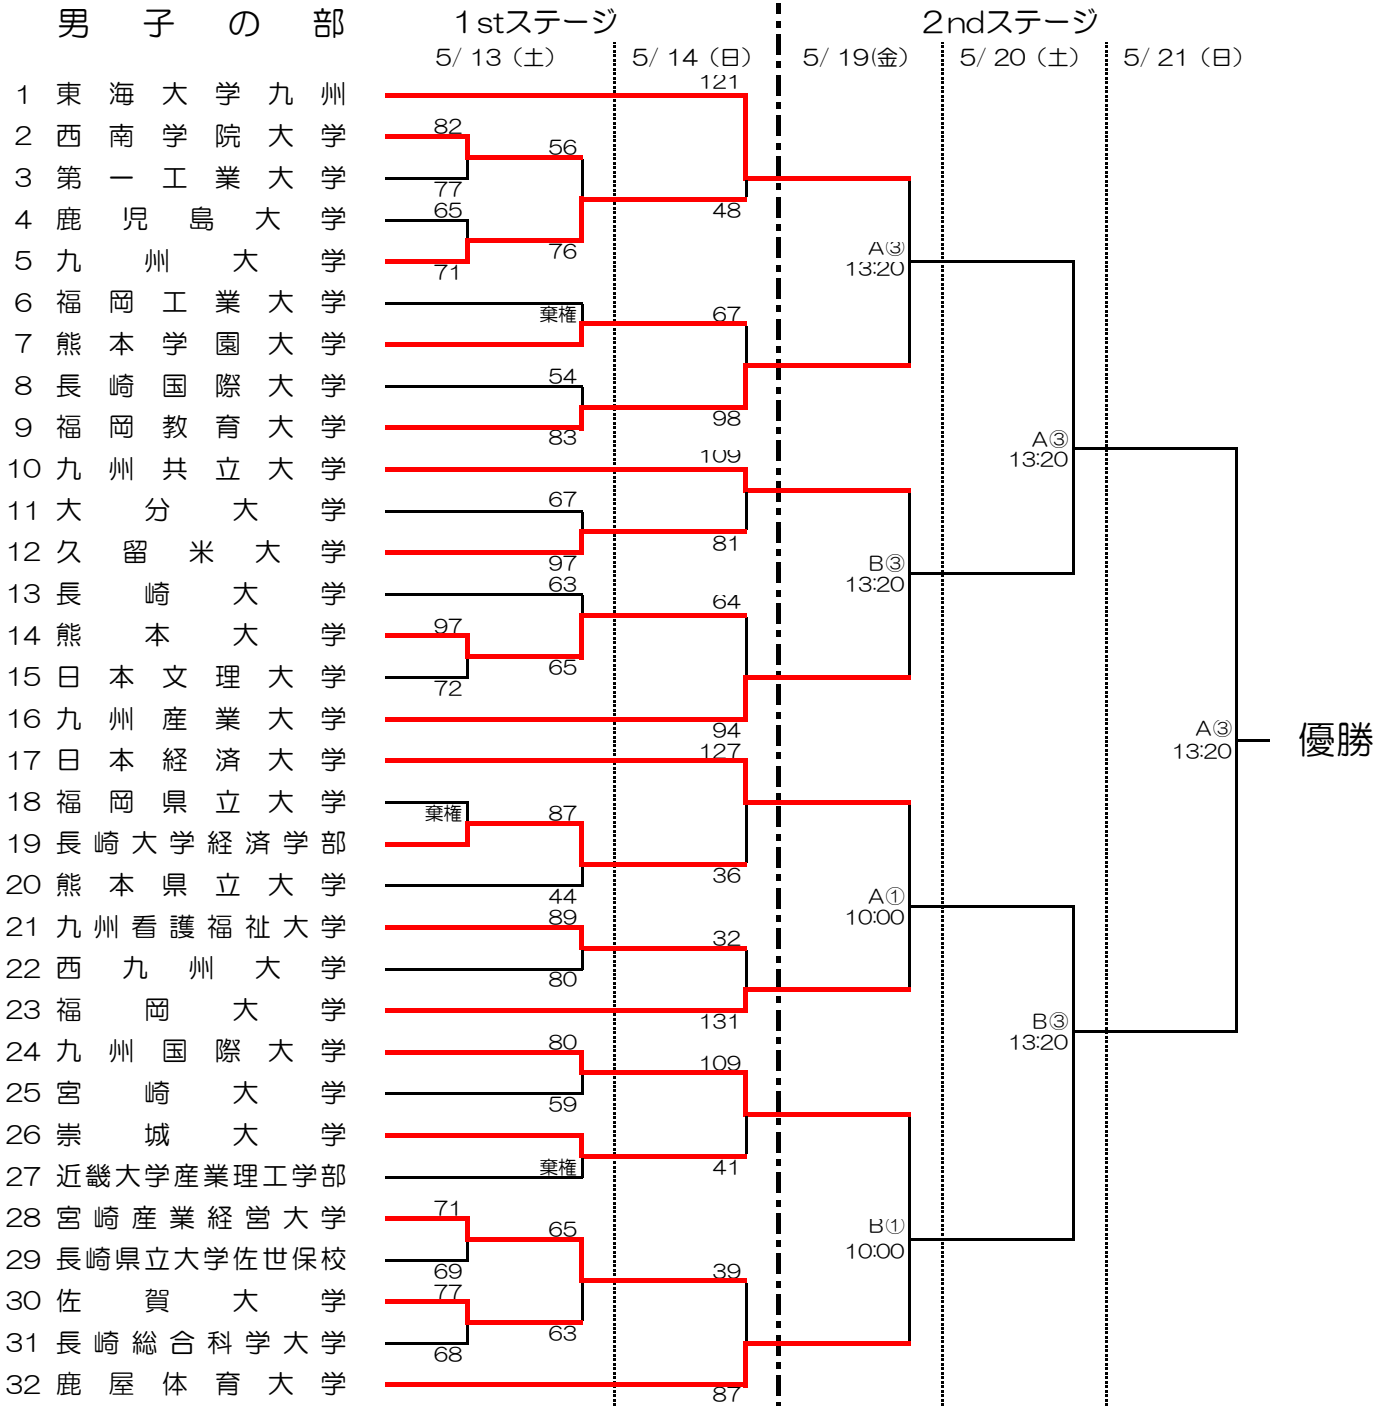 男子の部 1stステージ 2ndステージ
5/ 13（土） 5/ 14（日） 5/ 19(金) 5/ 20（土） 5/ 21（日）
1 東海大学九州 121
2 西南学院大学 82
56
3 第一工業大学 77
4 鹿児島大学 65 48
5 九州大学 71 76 A③ 13:20
6 福岡工業大学 棄権 67
7 熊本学園大学
8 長崎国際大学 54
9 福岡教育大学 83 98
A③ 13:20
10 九州共立大学 109
11 大分大学 67
12 久留米大学 97 81
B③ 13:20
13 長崎大学 63 64
14 熊本大学 97
15 日本文理大学 72 65
16 九州産業大学 94
A③ 13:20 優勝
17 日本経済大学 127
18 福岡県立大学 棄権 87
19 長崎大学経済学部
20 熊本県立大学 44 36
A① 10:00
21 九州看護福祉大学 89 32
22 西九州大学 80
23 福岡大学 131
B③ 13:20
24 九州国際大学 80 109
25 宮崎大学 59
26 崇城大学
27 近畿大学産業理工学部 棄権 41
28 宮崎産業経営大学 71 65
B① 10:00
29 長崎県立大学佐世保校 69 39
30 佐賀大学 77
31 長崎総合科学大学 68 63
32 鹿屋体育大学 87